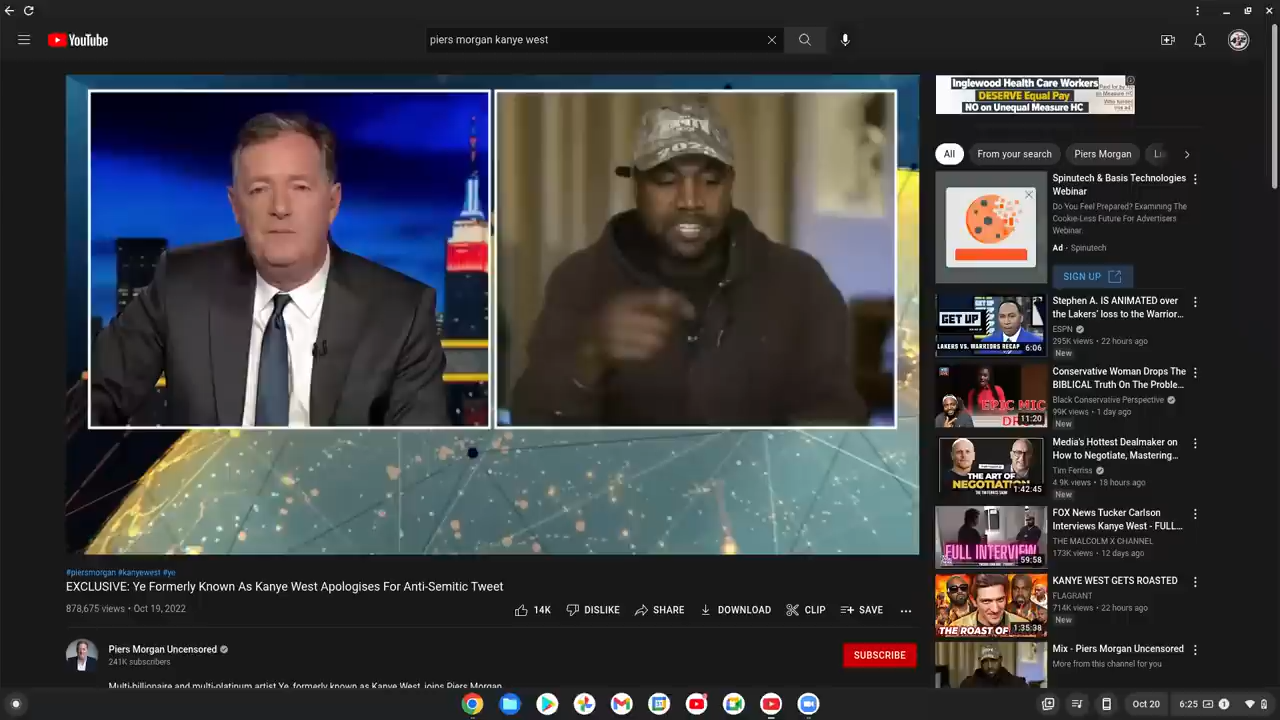 YouTube
piers morgan kanye west
2024
Inglewood Health Care Workers
DESERVE Equal Pay
NO on Unequal Measure HC
All
From your search
Piers Morgan
Spinutech & Basis Technologies
Webinar
Do You Feel Prepared? Examining The
Cookie-Less Future For Advertisers
Webinar.
Ad · Spinutech
SIGN UP
GET UP
LAKERS VS. WARRIORS RECAP
6:06
Stephen A. IS ANIMATED over
the Lakers' loss to the Warrior...
ESPN
295K views · 22 hours ago
New
EPIC MIC
DR
11:20
Conservative Woman Drops The
BIBLICAL Truth On The Proble...
Black Conservative Perspective
99K views · 1 day ago
New
THE ART OF
NEGOTIATION
1:42:45
Media's Hottest Dealmaker on
How to Negotiate, Mastering...
Tim Ferriss
4.9K views · 18 hours ago
New
FULL INTERVIEW
59:58
FOX News Tucker Carlson
Interviews Kanye West - FULL...
THE MALCOLM X CHANNEL
173K views · 12 days ago
THE ROAST OF
1:35:38
KANYE WEST GETS ROASTED
FLAGRANT
714K views · 22 hours ago
New
Mix - Piers Morgan Uncensored
More from this channel for you
#piersmorgan #kanyewest #ye
EXCLUSIVE: Ye Formerly Known As Kanye West Apologises For Anti-Semitic Tweet
878,675 views · Oct 19, 2022
14K
DISLIKE
SHARE
DOWNLOAD
CLIP
SAVE
...
Piers Morgan Uncensored
241K subscribers
SUBSCRIBE
Multi-billionaire and multi-platinum artist Ye, formerly known as Kanye West, joins Piers Morgan
Oct 20
6:25